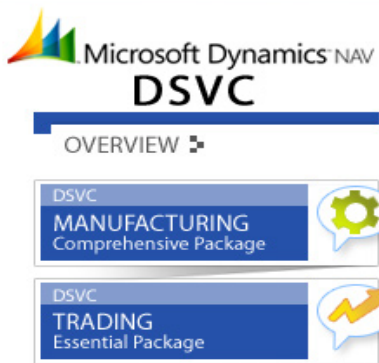 Microsoft Dynamics NAV
DSVC
OVERVIEW
DSVC
MANUFACTURING
Comprehensive Package
DSVC
TRADING
Essential Package